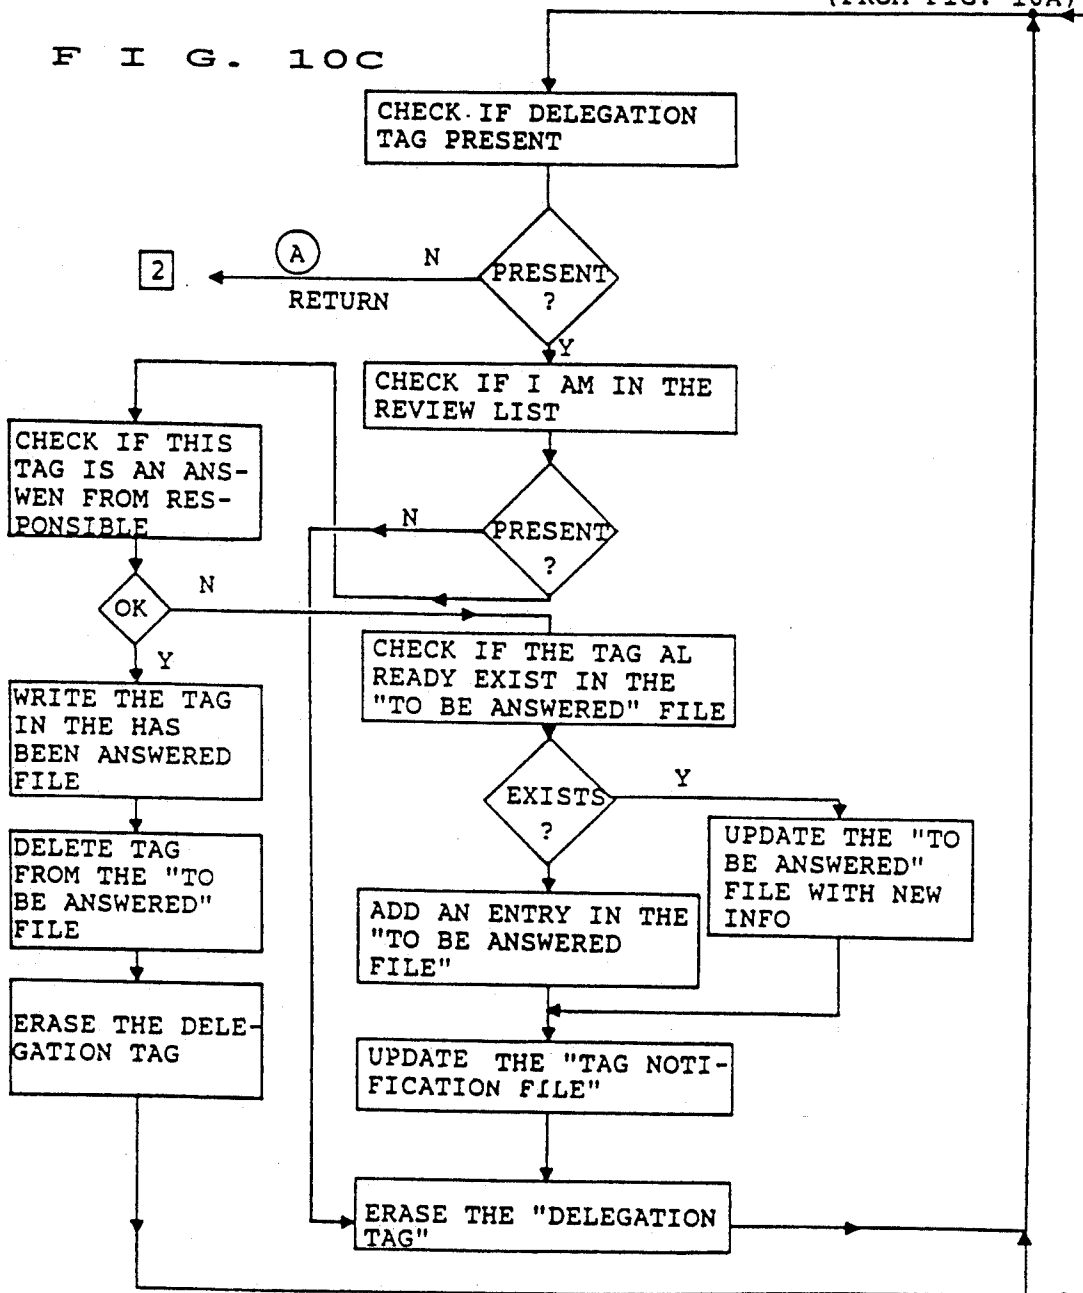 (FROM FIG. 10A)
F I G. 10C
CHECK IF DELEGATION
TAG PRESENT
PRESENT
?
N
A
RETURN
2
Y
CHECK IF I AM IN THE
REVIEW LIST
PRESENT
?
N
CHECK IF THIS
TAG IS AN ANS-
WEN FROM RES-
PONSIBLE
OK
N
Y
CHECK IF THE TAG AL
READY EXIST IN THE
"TO BE ANSWERED" FILE
WRITE THE TAG
IN THE HAS
BEEN ANSWERED
FILE
EXISTS
?
Y
UPDATE THE "TO
BE ANSWERED"
FILE WITH NEW
INFO
DELETE TAG
FROM THE "TO
BE ANSWERED"
FILE
ADD AN ENTRY IN THE
"TO BE ANSWERED
FILE"
ERASE THE DELE-
GATION TAG
UPDATE THE "TAG NOTI-
FICATION FILE"
ERASE THE "DELEGATION
TAG"